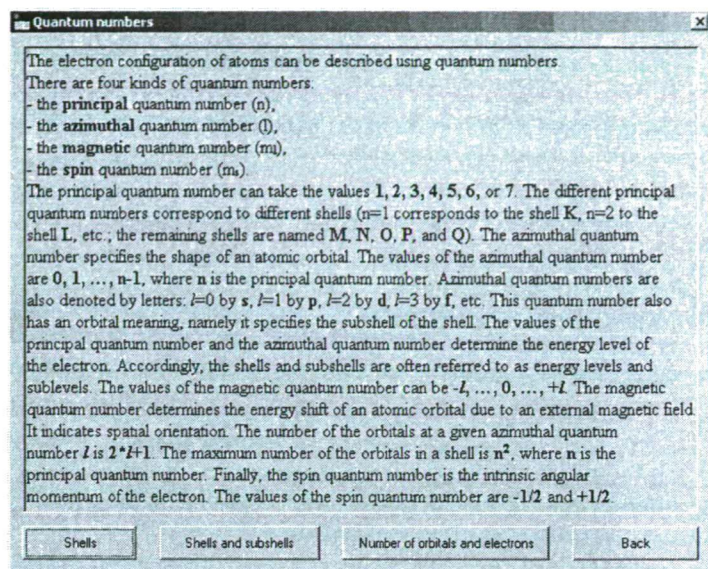 Quantum numbers
The electron configuration of atoms can be described using quantum numbers.
There are four kinds of quantum numbers:
- the principal quantum number (n),
- the azimuthal quantum number (l),
- the magnetic quantum number (mₗ),
- the spin quantum number (mₛ).
The principal quantum number can take the values 1, 2, 3, 4, 5, 6, or 7. The different principal
quantum numbers correspond to different shells (n=1 corresponds to the shell K, n=2 to the
shell L, etc.; the remaining shells are named M, N, O, P, and Q). The azimuthal quantum
number specifies the shape of an atomic orbital. The values of the azimuthal quantum number
are 0, 1, ..., n-1, where n is the principal quantum number. Azimuthal quantum numbers are
also denoted by letters: l=0 by s, l=1 by p, l=2 by d, l=3 by f, etc. This quantum number also
has an orbital meaning, namely it specifies the subshell of the shell. The values of the
principal quantum number and the azimuthal quantum number determine the energy level of
the electron. Accordingly, the shells and subshells are often referred to as energy levels and
sublevels. The values of the magnetic quantum number can be -l, ..., 0, ..., +l. The magnetic
quantum number determines the energy shift of an atomic orbital due to an external magnetic field.
It indicates spatial orientation. The number of the orbitals at a given azimuthal quantum
number l is 2*l+1. The maximum number of the orbitals in a shell is n², where n is the
principal quantum number. Finally, the spin quantum number is the intrinsic angular
momentum of the electron. The values of the spin quantum number are -1/2 and +1/2.
Shells
Shells and subshells
Number of orbitals and electrons
Back